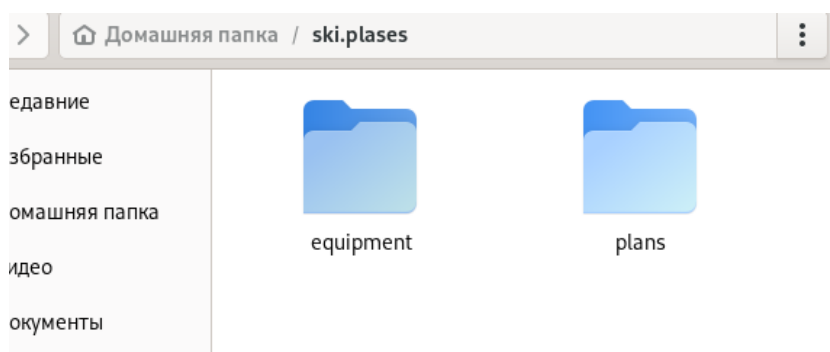 Домашняя папка / ski.plases
едавние
збранные
омашняя папка
идео
окументы
equipment
plans